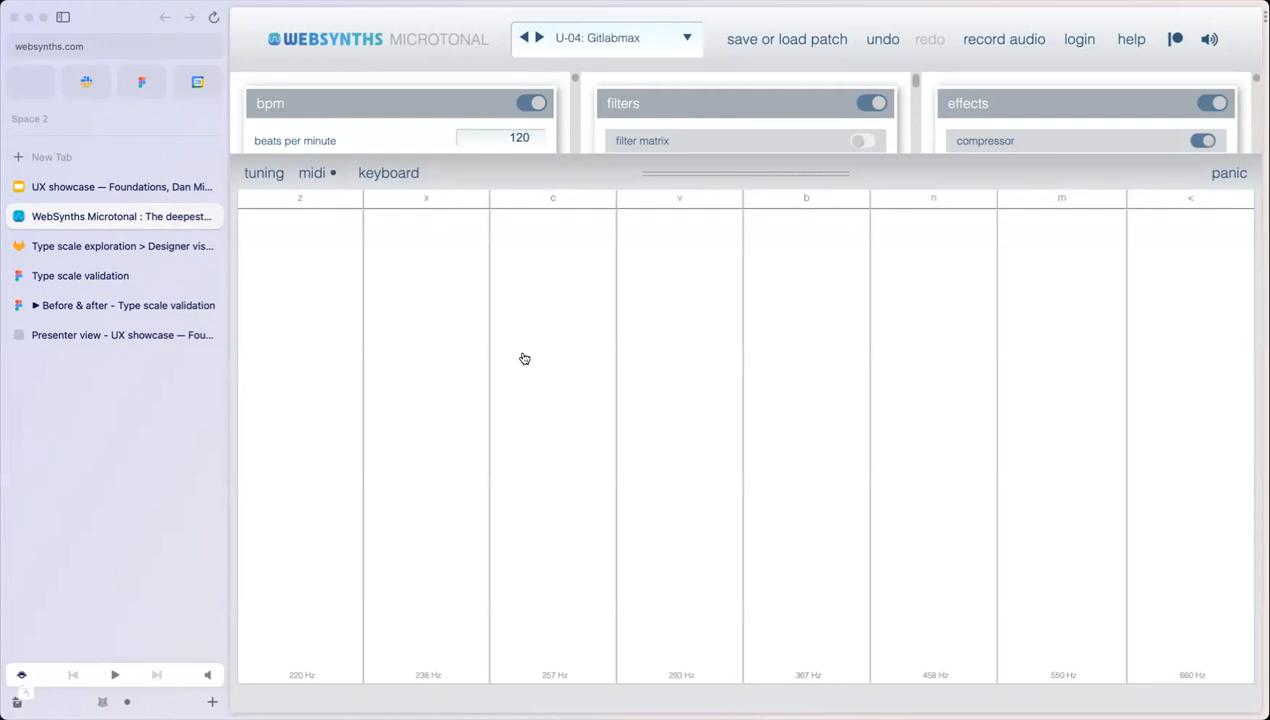 websynths.com
Space 2
New Tab
UX showcase — Foundations, Dan Mi...
WebSynths Microtonal : The deepest...
Type scale exploration > Designer vis...
Type scale validation
► Before & after - Type scale validation
Presenter view - UX showcase — Fou...
WEBSYNTHS MICROTONAL
U-04: Gitlabmax
save or load patch
undo
redo
record audio
login
help
bpm
filters
effects
beats per minute 120
filter matrix
compressor
tuning midi • keyboard
panic
z x c v b n m <
220 Hz 236 Hz 257 Hz 293 Hz 367 Hz 458 Hz 550 Hz 660 Hz